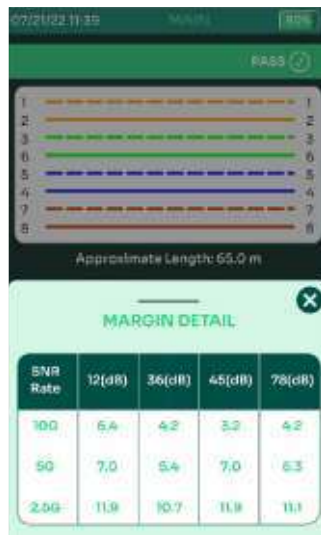 07/21/22 11:39 MAIN 80%
PASS
1 1
2 2
3 3
6 6
5 5
4 4
7 7
8 8
Approximate Length: 65.0 m
MARGIN DETAIL
SNR Rate 12(dB) 36(dB) 45(dB) 78(dB)
10G 6.4 4.2 3.2 4.2
5G 7.0 5.4 7.0 6.3
2.5G 11.9 10.7 11.9 11.1